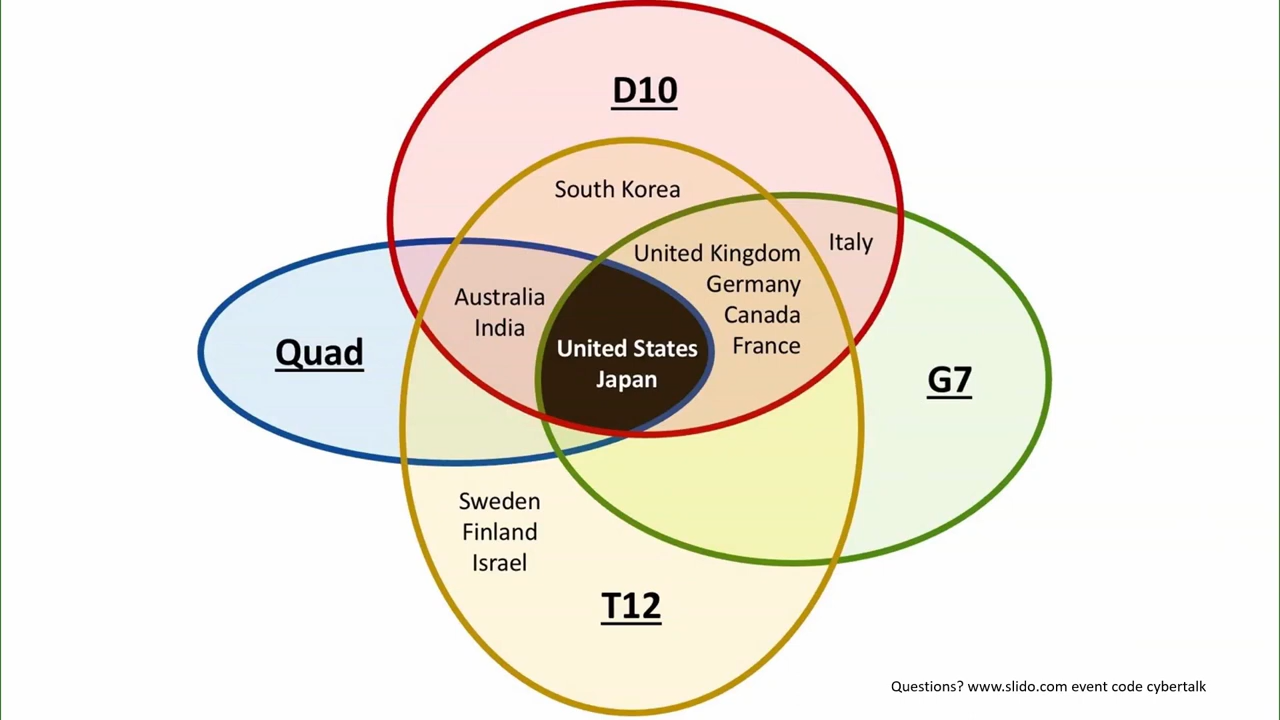 D10
South Korea
Italy
United Kingdom
Germany
Canada
France
Australia
India
United States
Japan
Quad
G7
Sweden
Finland
Israel
T12
Questions? www.slido.com event code cybertalk